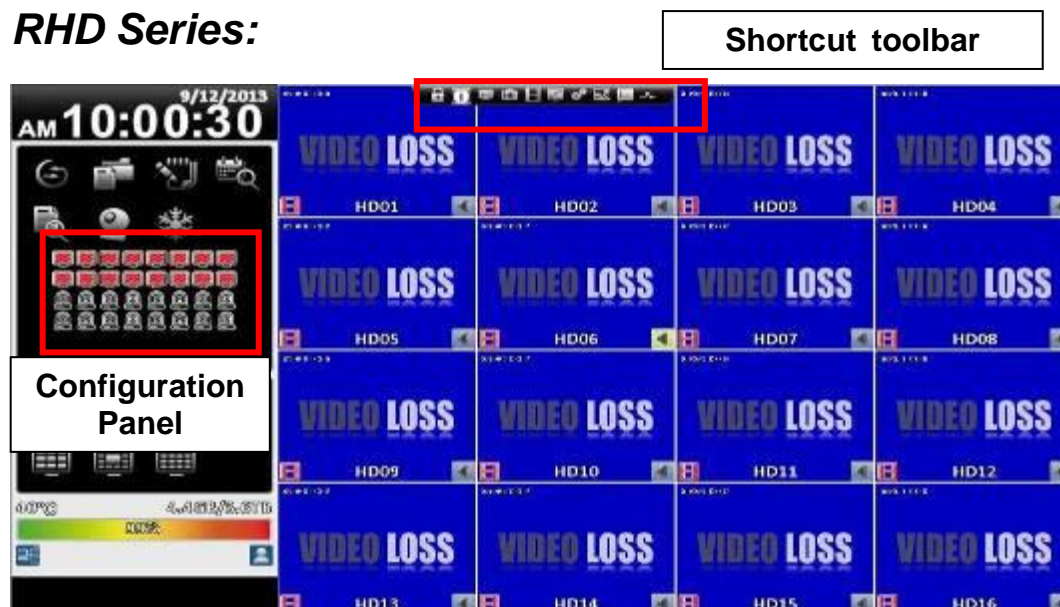 RHD Series:
Shortcut toolbar
9/12/2013
AM 10:00:30
VIDEO LOSS VIDEO LOSS VIDEO LOSS VIDEO LOSS
HD01 HD02 HD03 HD04
VIDEO LOSS VIDEO LOSS VIDEO LOSS VIDEO LOSS
HD05 HD06 HD07 HD08
Configuration
Panel
VIDEO LOSS VIDEO LOSS VIDEO LOSS VIDEO LOSS
HD09 HD10 HD11 HD12
VIDEO LOSS VIDEO LOSS VIDEO LOSS VIDEO LOSS
HD13 HD14 HD15 HD16